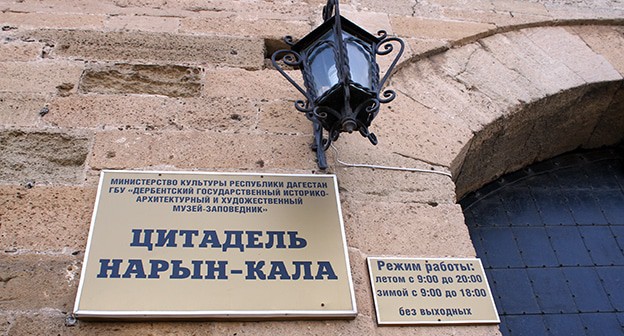 МИНИСТЕРСТВО КУЛЬТУРЫ РЕСПУБЛИКИ ДАГЕСТАН
ГБУ «ДЕРБЕНТСКИЙ ГОСУДАРСТВЕННЫЙ ИСТОРИКО-
АРХИТЕКТУРНЫЙ И ХУДОЖЕСТВЕННЫЙ
МУЗЕЙ-ЗАПОВЕДНИК»
ЦИТАДЕЛЬ
НАРЫН-КАЛА
Режим работы:
летом с 9:00 до 20:00
зимой с 9:00 до 18:00
без выходных